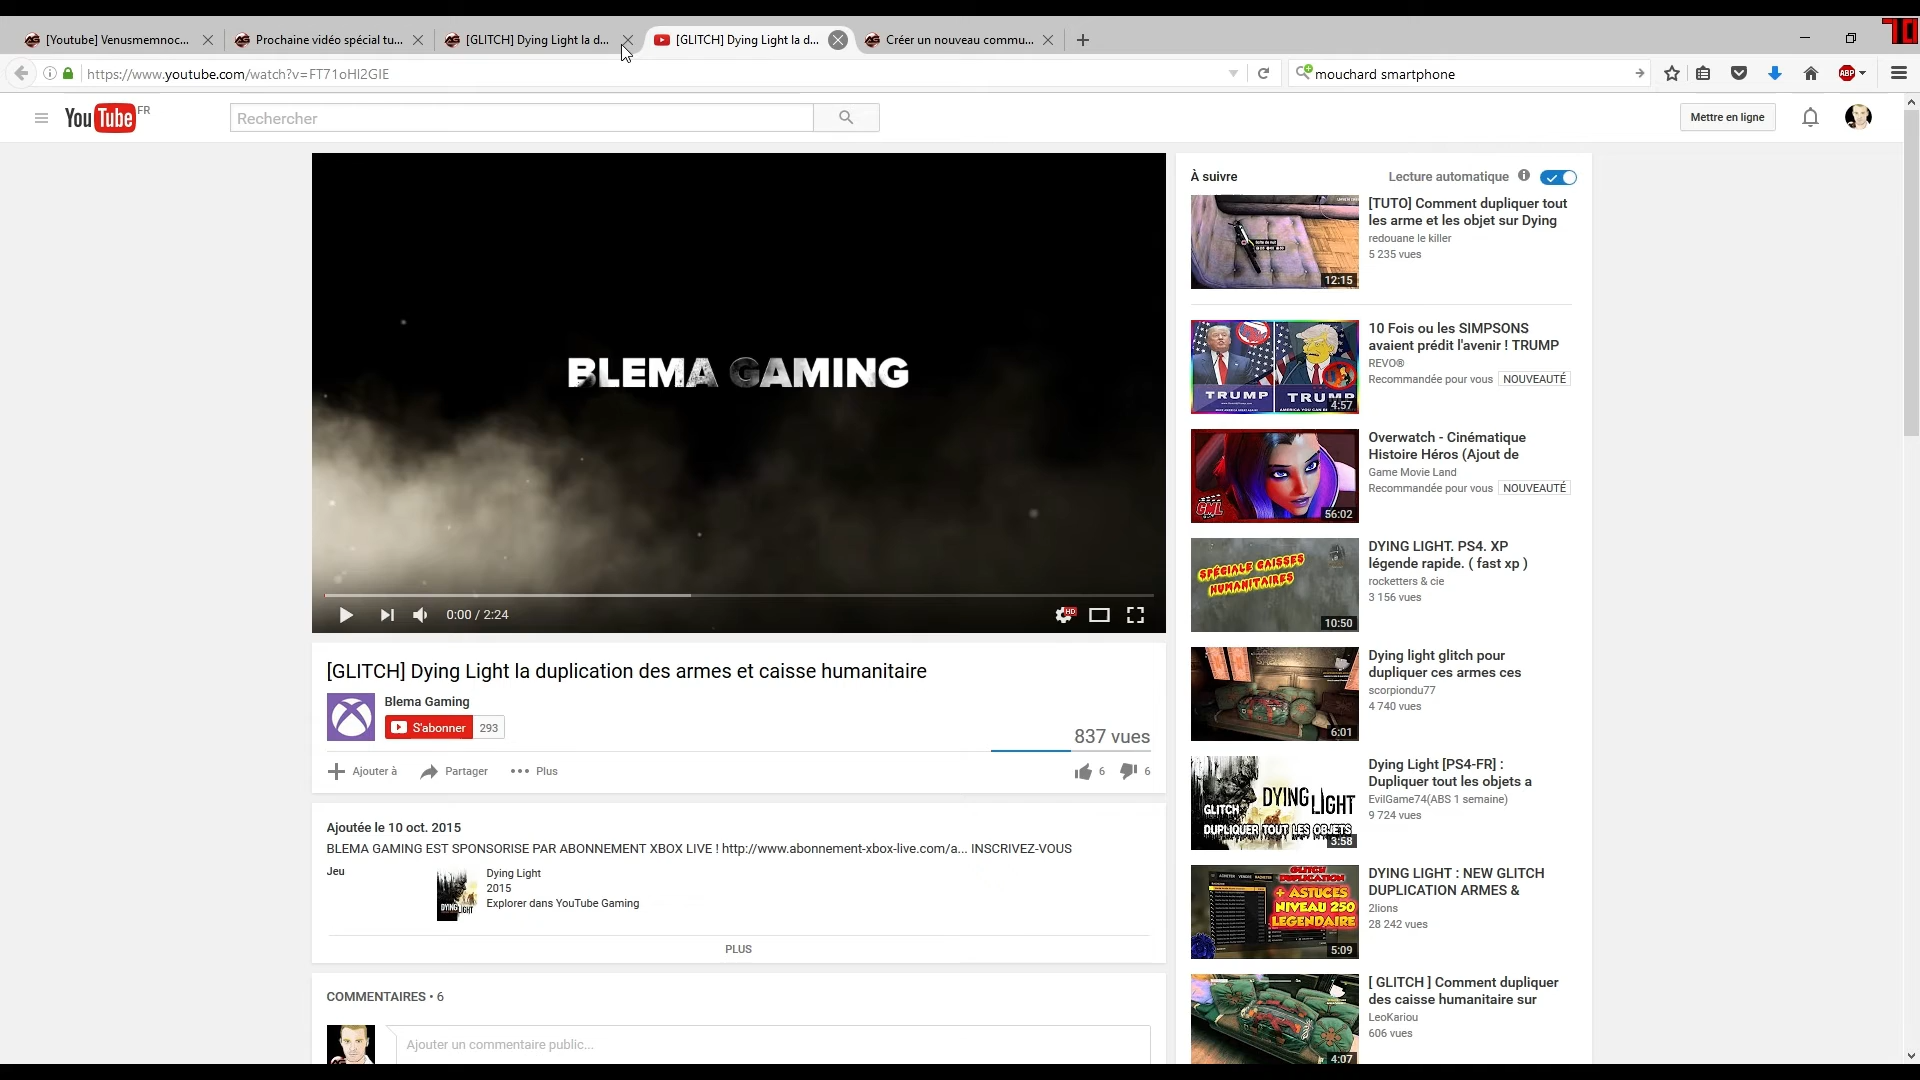 [Youtube] Venusmemnoc...
Prochaine vidéo spécial tu...
[GLITCH] Dying Light la d...
[GLITCH] Dying Light la d...
Créer un nouveau commu...
https://www.youtube.com/watch?v=FT71oHI2GIE
mouchard smartphone
ABP
YouTube FR
Rechercher
Mettre en ligne
BLEMA GAMING
0:00 / 2:24
HD
[GLITCH] Dying Light la duplication des armes et caisse humanitaire
Blema Gaming
S'abonner 293
837 vues
Ajouter à Partager Plus 6 6
Ajoutée le 10 oct. 2015
BLEMA GAMING EST SPONSORISE PAR ABONNEMENT XBOX LIVE ! http://www.abonnement-xbox-live.com/a... INSCRIVEZ-VOUS
Jeu
Dying Light
2015
Explorer dans YouTube Gaming
DYING LIGHT
PLUS
COMMENTAIRES • 6
Ajouter un commentaire public...
À suivre
Lecture automatique
[TUTO] Comment dupliquer tout
les arme et les objet sur Dying
redouane le killer
5 235 vues
12:15
10 Fois ou les SIMPSONS
avaient prédit l'avenir ! TRUMP
REVO®
Recommandée pour vous NOUVEAUTÉ
TRUMP
TRUMP
4:57
Overwatch - Cinématique
Histoire Héros (Ajout de
Game Movie Land
Recommandée pour vous NOUVEAUTÉ
GML
56:02
DYING LIGHT. PS4. XP
légende rapide. ( fast xp )
rocketters & cie
3 156 vues
SPÉCIALE CAISSES
HUMANITAIRES
10:50
Dying light glitch pour
dupliquer ces armes ces
scorpiondu77
4 740 vues
6:01
Dying Light [PS4-FR] :
Dupliquer tout les objets a
EvilGame74(ABS 1 semaine)
9 724 vues
GLITCH DYING LIGHT
DUPLIQUER TOUT LES OBJETS
3:58
DYING LIGHT : NEW GLITCH
DUPLICATION ARMES &
2lions
28 242 vues
GLITCH
DUPLICATION
+ ASTUCES
NIVEAU 250
LEGENDAIRE
5:09
[ GLITCH ] Comment dupliquer
des caisse humanitaire sur
LeoKariou
606 vues
4:07